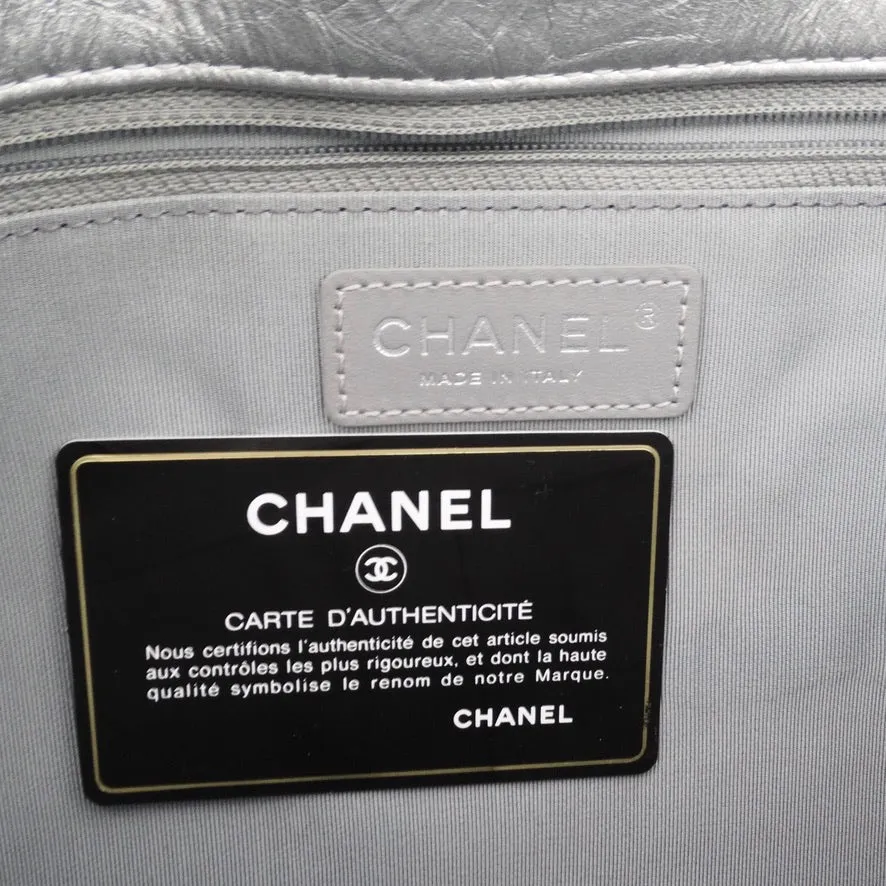 CHANEL®
MADE IN ITALY
CHANEL
CARTE D'AUTHENTICITÉ
Nous certifions l'authenticité de cet article soumis
aux contrôles les plus rigoureux, et dont la haute
qualité symbolise le renom de notre Marque.
CHANEL